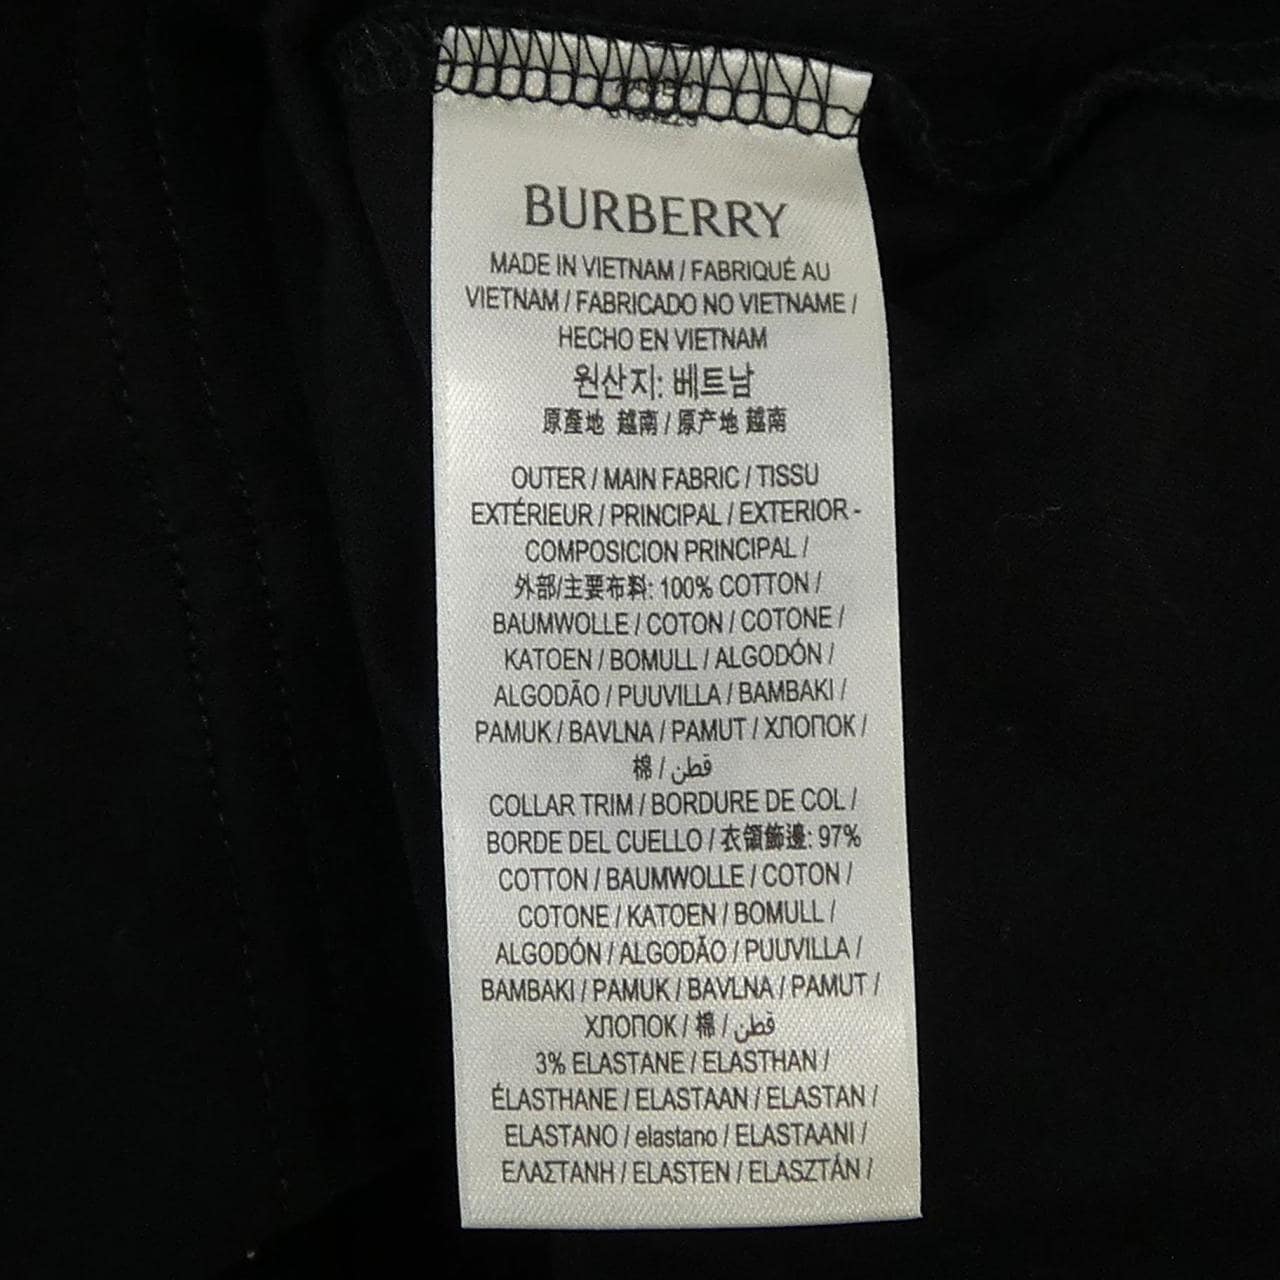 BURBERRY
MADE IN VIETNAM / FABRIQUÉ AU
VIETNAM / FABRICADO NO VIETNAME /
HECHO EN VIETNAM
원산지: 베트남
原產地 越南 / 原产地 越南
OUTER / MAIN FABRIC / TISSU
EXTÉRIEUR / PRINCIPAL / EXTERIOR -
COMPOSICION PRINCIPAL /
外部/主要布料: 100% COTTON /
BAUMWOLLE / COTON / COTONE /
KATOEN / BOMULL / ALGODÓN /
ALGODÃO / PUUVILLA / BAMBAKI /
PAMUK / BAVLNA / PAMUT / ХЛОПОК /
棉 / قطن
COLLAR TRIM / BORDURE DE COL /
BORDE DEL CUELLO / 衣領飾邊: 97%
COTTON / BAUMWOLLE / COTON /
COTONE / KATOEN / BOMULL /
ALGODÓN / ALGODÃO / PUUVILLA /
BAMBAKI / PAMUK / BAVLNA / PAMUT /
ХЛОПОК / 棉 / قطن
3% ELASTANE / ELASTHAN /
ÉLASTHANE / ELASTAAN / ELASTAN /
ELASTANO / elastano / ELASTAANI /
ΕΛΑΣΤΑΝΗ / ELASTEN / ELASZTÁN /